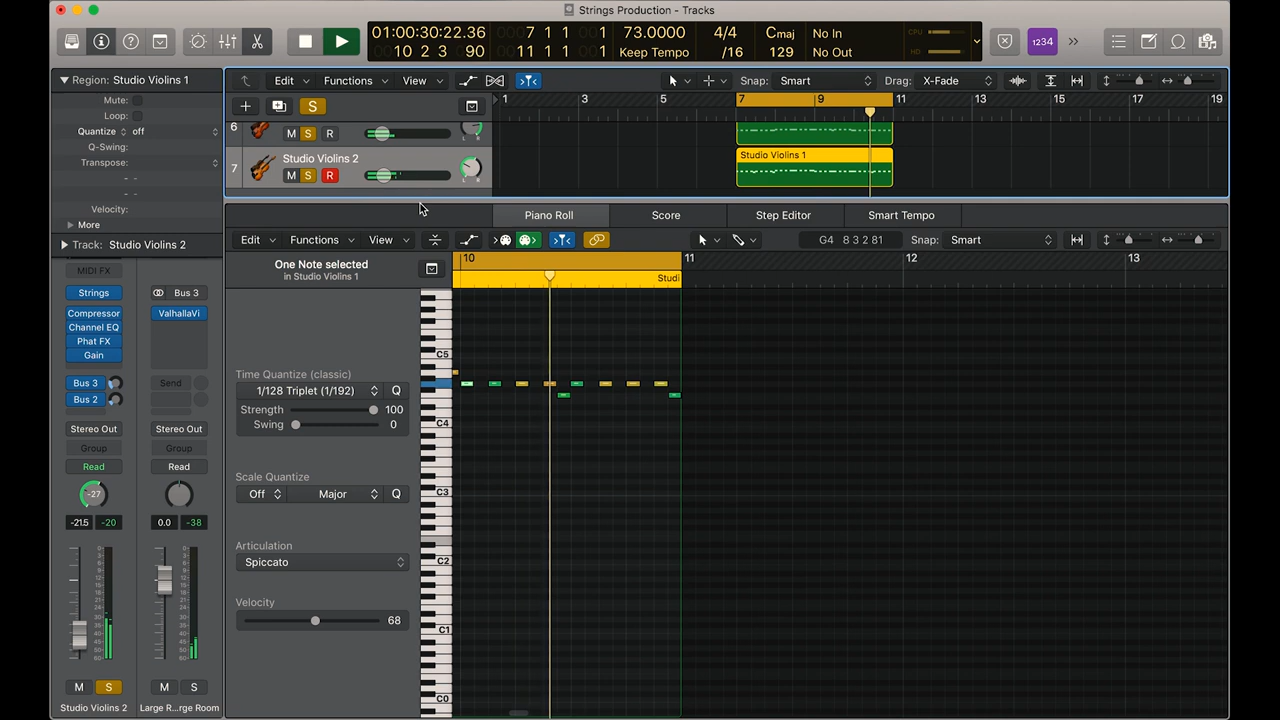 Strings Production - Tracks
01:00:30:22.36
10 2 3 90
7 1 1 1
11 1 1 1
73.0000
Keep Tempo
4/4
/16
Cmaj
129
No In
No Out
CPU
HD
1234
Region: Studio Violins 1
Mute:
Loop:
Quantize off
Q-Swing:
Transpose:
Velocity:
More
Track: Studio Violins 2
Edit Functions View
Snap: Smart
Drag: X-Fade
S
1 3 5 7 9 11 13 15 17 19
6
M S R
L R
7
Studio Violins 2
M S R
L R
Studio Violins 1
Piano Roll Score Step Editor Smart Tempo
Edit Functions View
G4 8 3 2 81
Snap: Smart
One Note selected
in Studio Violins 1
10 11 12 13
Studi
Time Quantize (classic)
1/128 Triplet (1/192) Q
Strength 100
Swing 0
Scale Quantize
Off Major Q
Articulation
Spiccato
Velocity
68
C5
C4
C3
C2
C1
C0
MIDI FX
Strings
Compressor
Channel EQ
Phat FX
Gain
Bus 3
Bus 2
Stereo Out
Group
Read
-27
-21.5 -20
M S
Studio Violins 2
Bus 3
ValhallaVi
Send
Stereo Out
Group
Read
0.0 -38
M S
Large R...rge Room